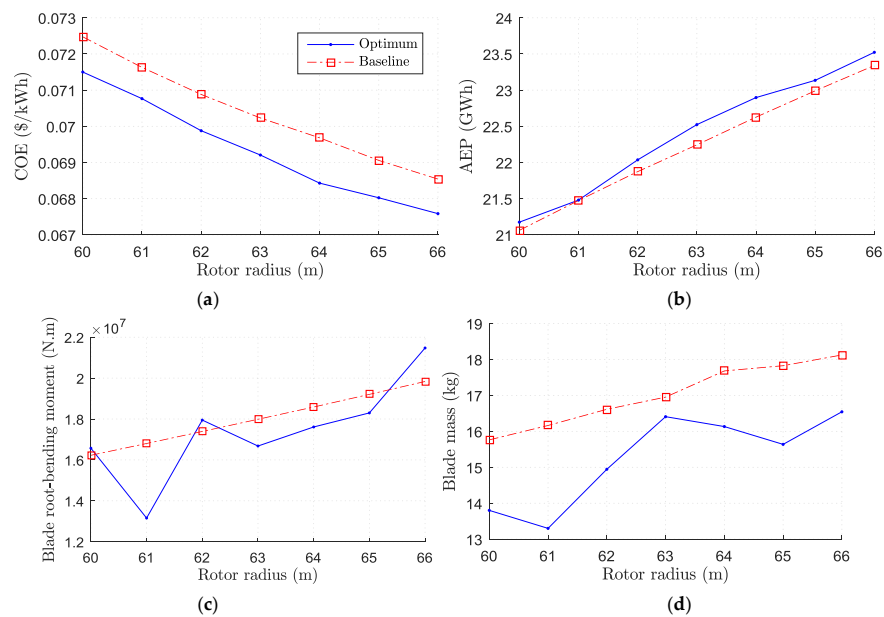 COE ($/kWh)
0.073
0.072
0.071
0.07
0.069
0.068
0.067
60 61 62 63 64 65 66
Rotor radius (m)
Optimum
Baseline
(a)
AEP (GWh)
24
23.5
23
22.5
22
21.5
21
60 61 62 63 64 65 66
Rotor radius (m)
(b)
Blade root-bending moment (N.m)
×10^7
2.2
2
1.8
1.6
1.4
1.2
60 61 62 63 64 65 66
Rotor radius (m)
(c)
Blade mass (kg)
19
18
17
16
15
14
13
60 61 62 63 64 65 66
Rotor radius (m)
(d)